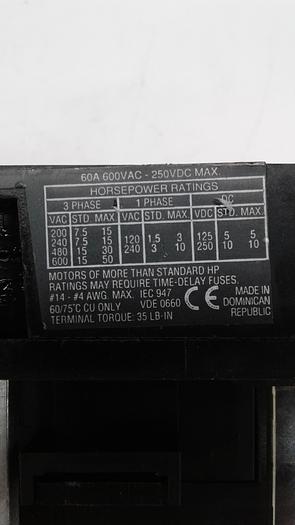 60A 600VAC - 250VDC MAX.
HORSEPOWER RATINGS
3 PHASE 1 PHASE DC
VAC STD. MAX. VAC STD. MAX. VDC STD. MAX.
200 7.5 15
240 7.5 15 120 1.5 3 125 5 5
480 15 30 240 3 10 250 10 10
600 15 50
MOTORS OF MORE THAN STANDARD HP
RATINGS MAY REQUIRE TIME-DELAY FUSES.
#14 - #4 AWG. MAX. IEC 947 CE MADE IN
60/75°C CU ONLY VDE 0660 DOMINICAN
TERMINAL TORQUE: 35 LB-IN REPUBLIC